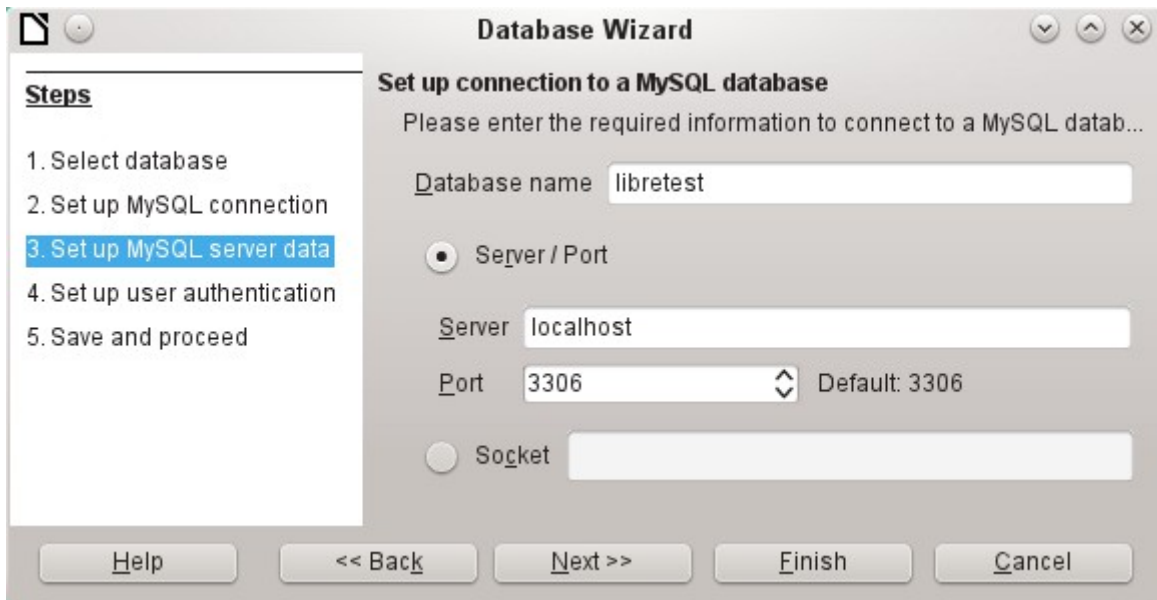 Database Wizard
Steps
1. Select database
2. Set up MySQL connection
3. Set up MySQL server data
4. Set up user authentication
5. Save and proceed
Set up connection to a MySQL database
Please enter the required information to connect to a MySQL datab...
Database name libretest
Server / Port
Server localhost
Port 3306 Default: 3306
Socket
Help << Back Next >> Finish Cancel